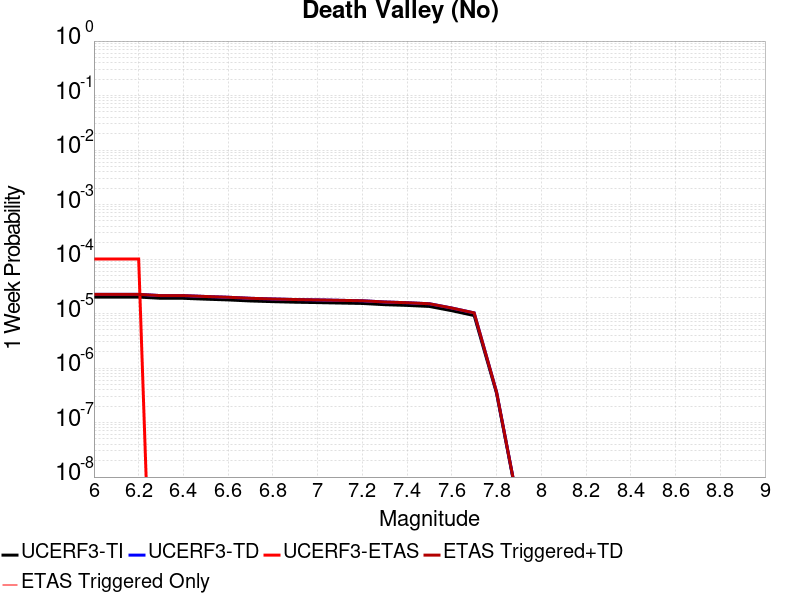 Death Valley (No)
10^0
10^-1
10^-2
10^-3
10^-4
10^-5
10^-6
10^-7
10^-8
1 Week Probability
6 6.2 6.4 6.6 6.8 7 7.2 7.4 7.6 7.8 8 8.2 8.4 8.6 8.8 9
Magnitude
UCERF3-TI UCERF3-TD UCERF3-ETAS ETAS Triggered+TD
ETAS Triggered Only